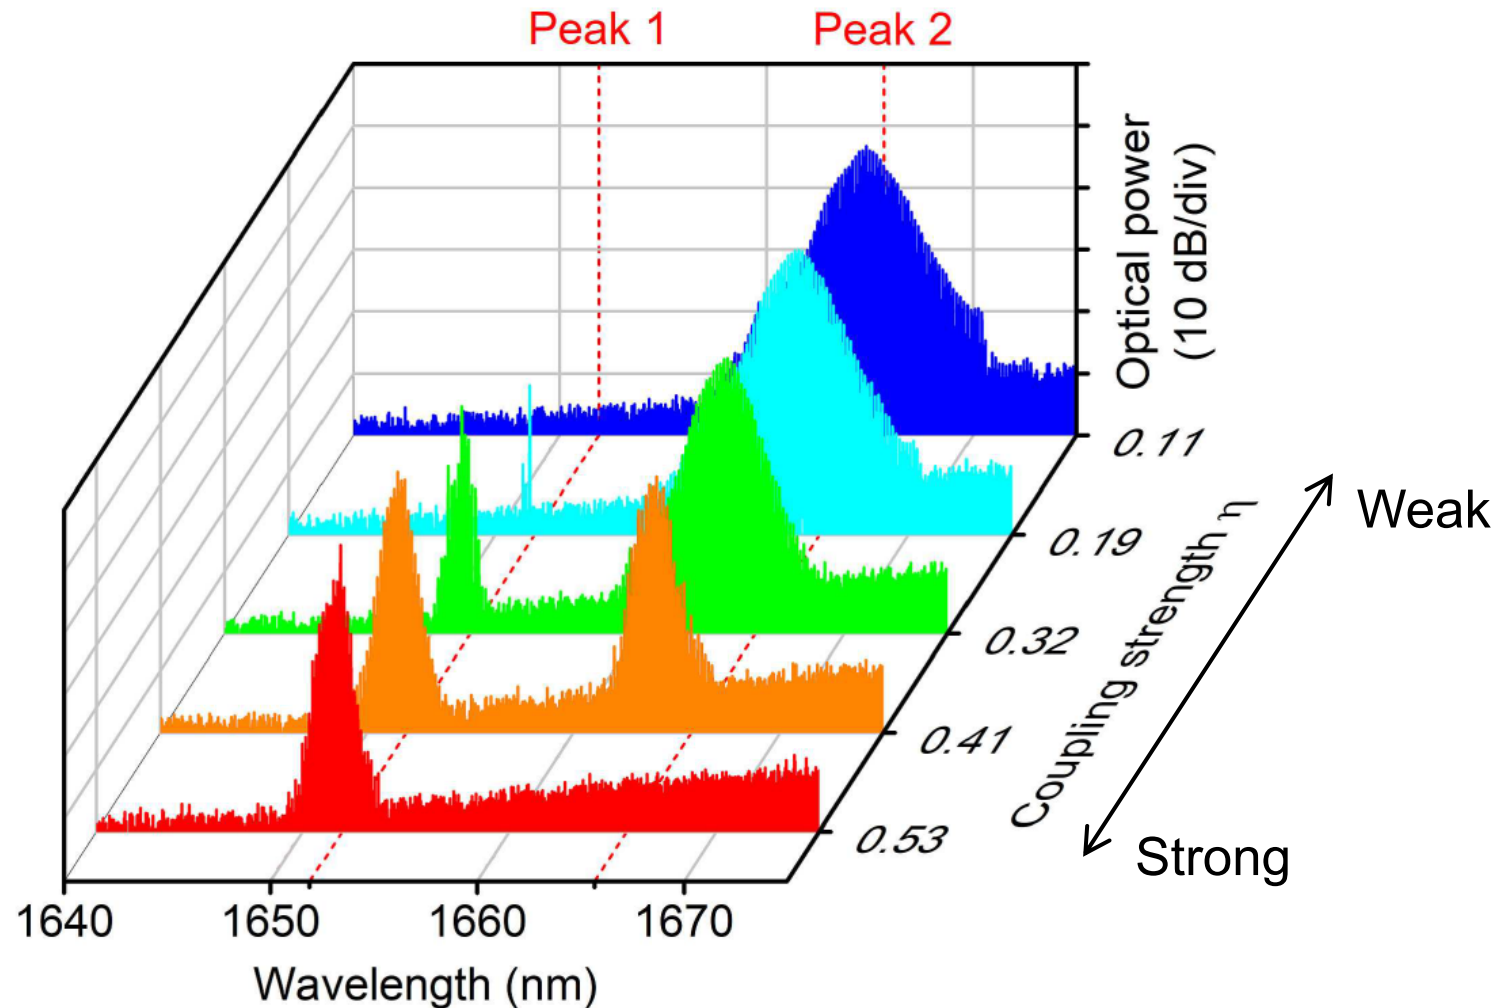 Peak 1
Peak 2
Optical power
(10 dB/div)
0.11
0.19
0.32
0.41
0.53
Coupling strength η
Weak
Strong
1640
1650
1660
1670
Wavelength (nm)